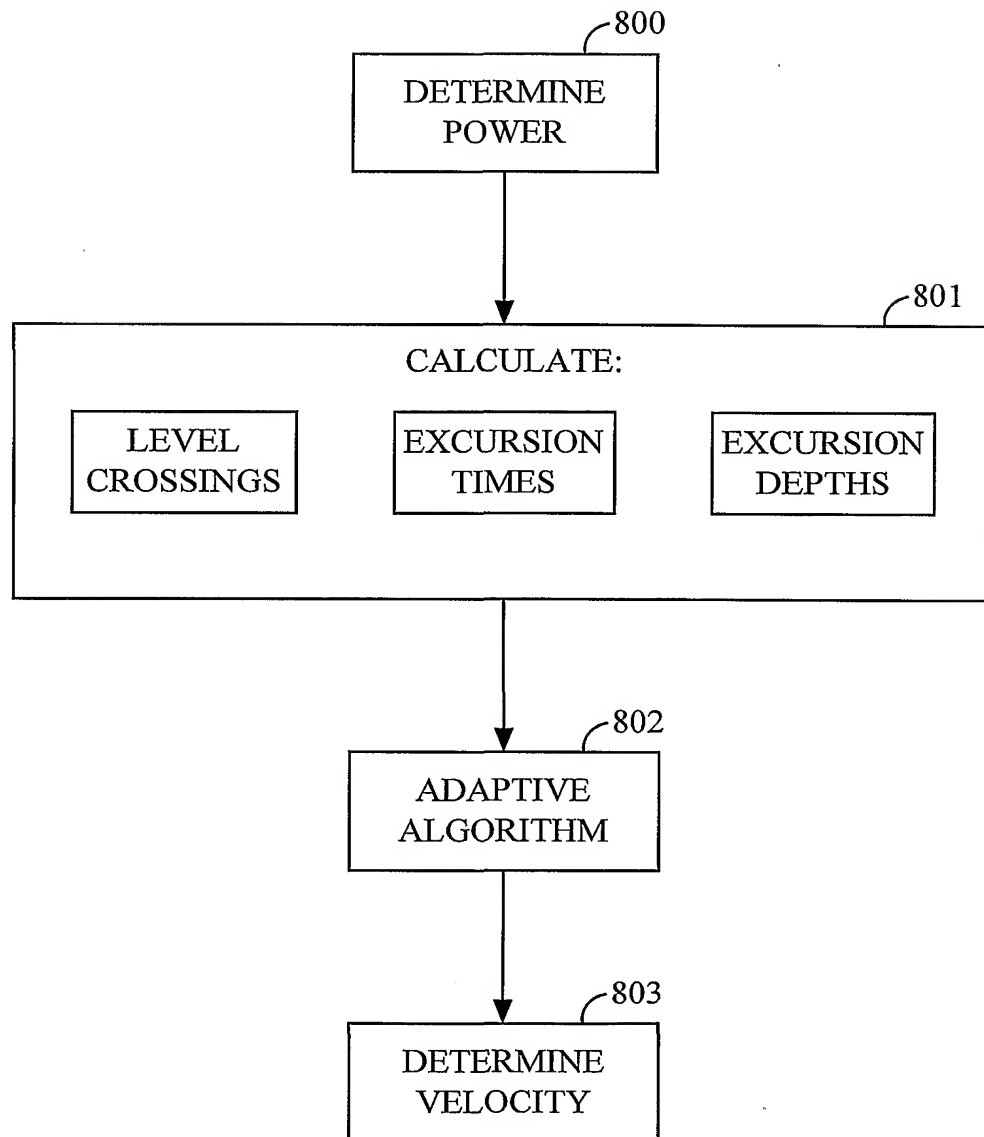 800
DETERMINE
POWER
801
CALCULATE:
LEVEL
CROSSINGS
EXCURSION
TIMES
EXCURSION
DEPTHS
802
ADAPTIVE
ALGORITHM
803
DETERMINE
VELOCITY